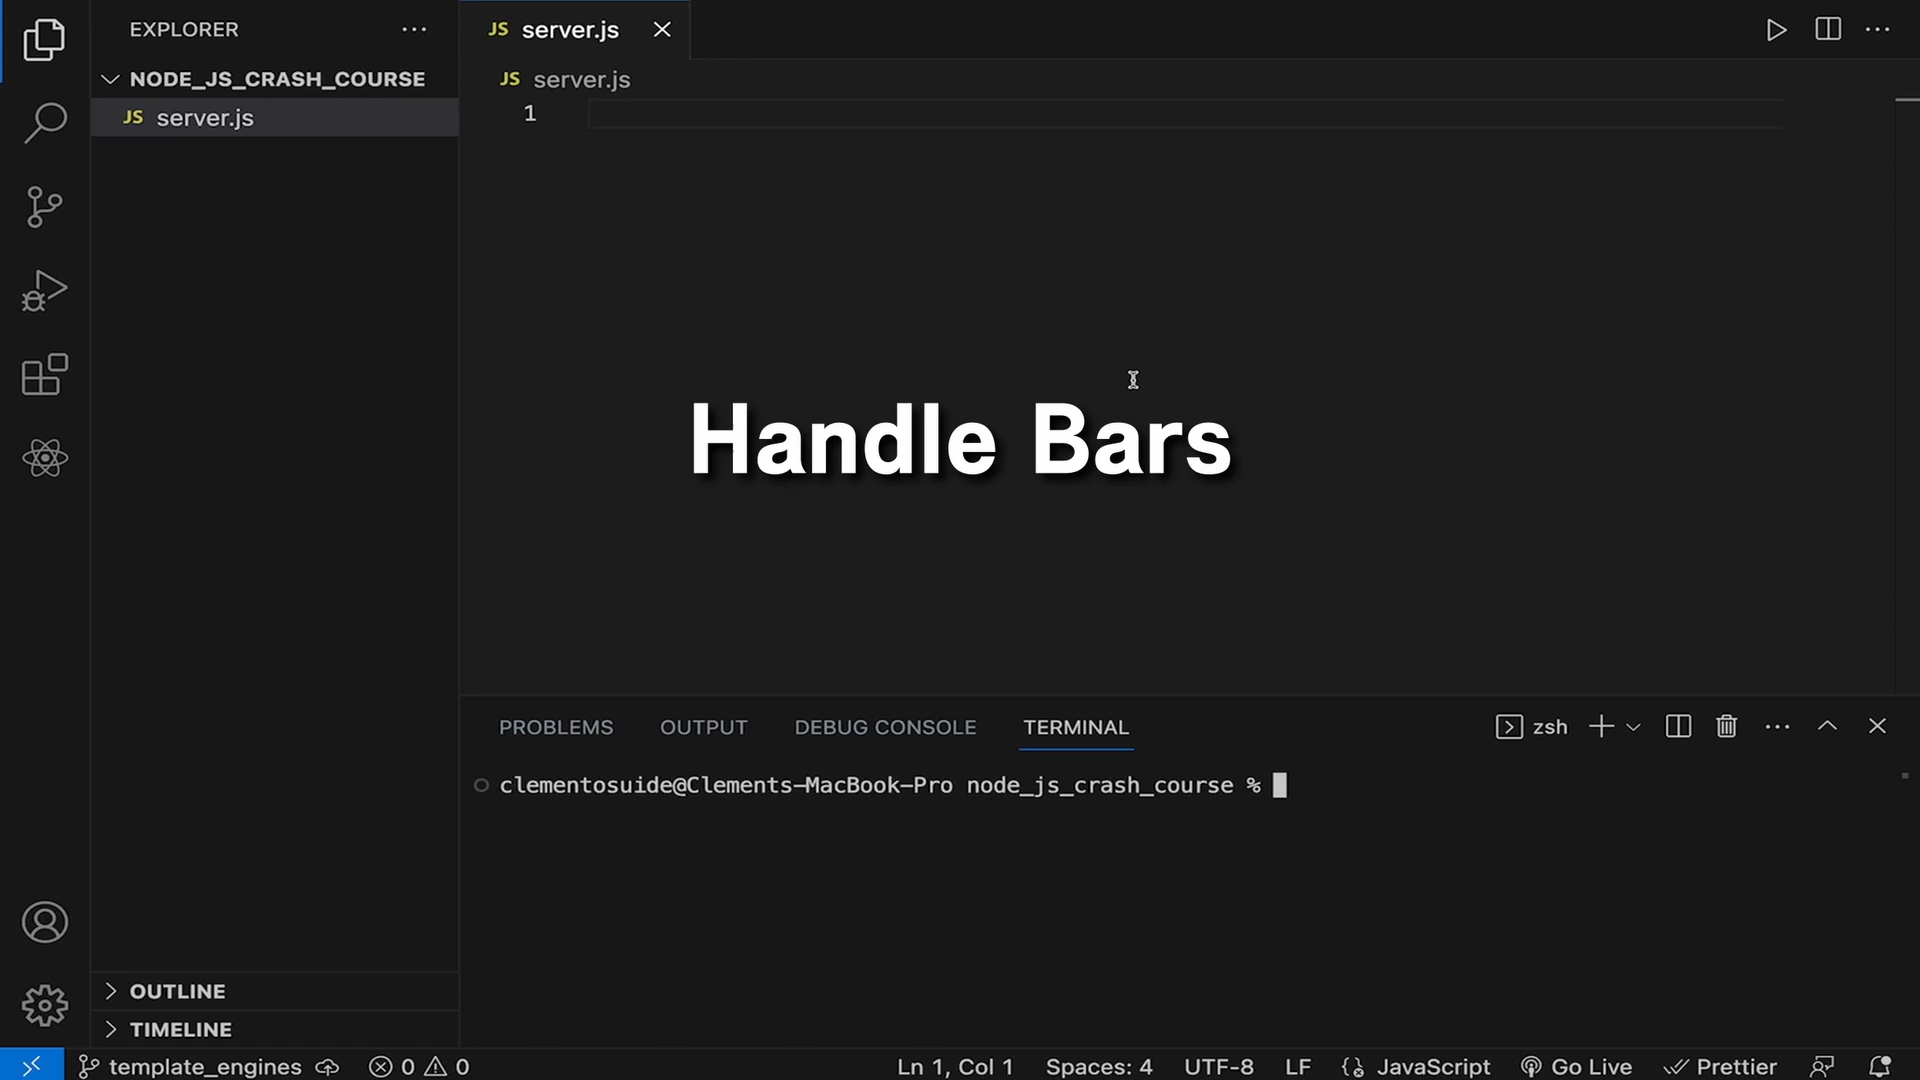 EXPLORER
NODE_JS_CRASH_COURSE
JS server.js
JS server.js
JS server.js
1
Handle Bars
PROBLEMS OUTPUT DEBUG CONSOLE TERMINAL
zsh
clementosuide@Clements-MacBook-Pro node_js_crash_course %
OUTLINE
TIMELINE
template_engines 0 0 Ln 1, Col 1 Spaces: 4 UTF-8 LF JavaScript Go Live Prettier